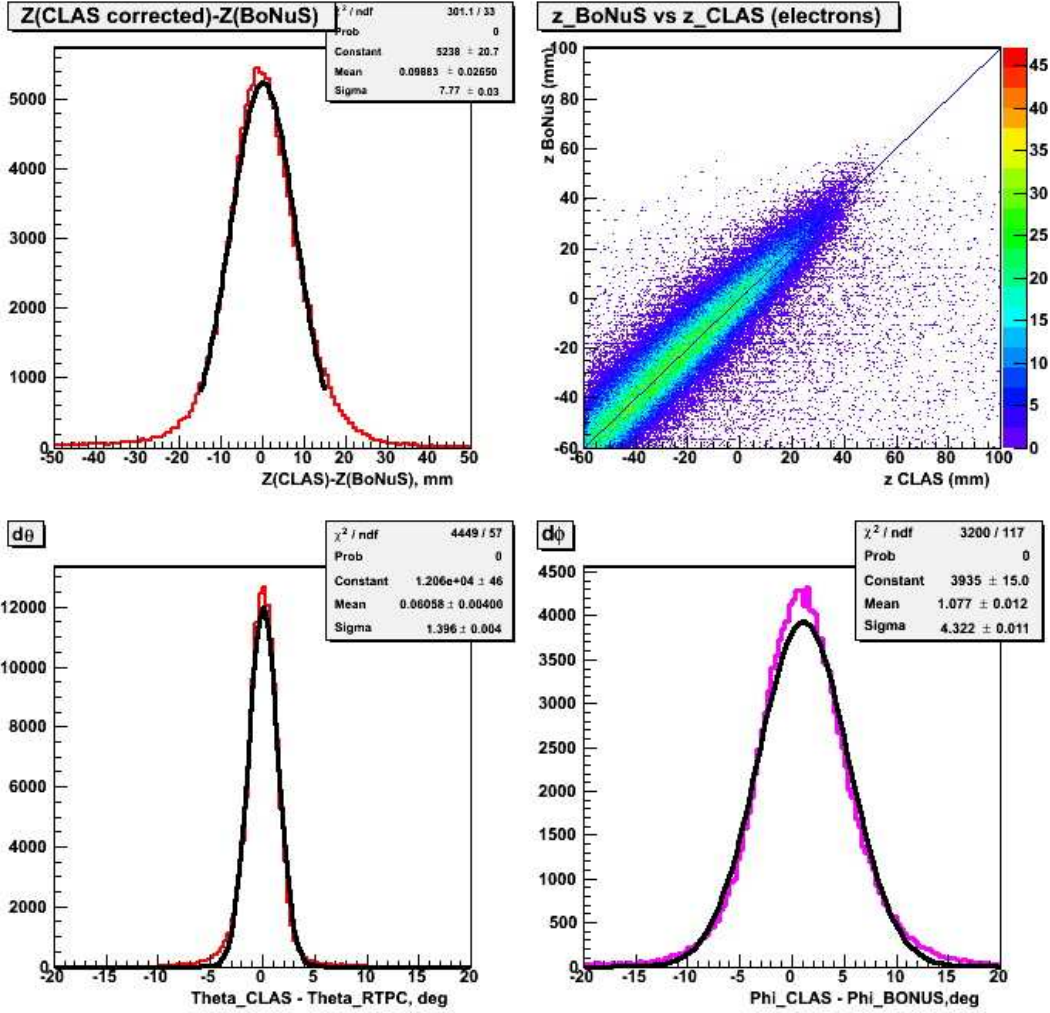 Z(CLAS corrected)-Z(BoNuS)
χ² / ndf 301.1 / 33
Prob 0
Constant 5238 ± 20.7
Mean 0.09883 ± 0.02650
Sigma 7.77 ± 0.03
5000
4000
3000
2000
1000
0
-50 -40 -30 -20 -10 0 10 20 30 40 50
Z(CLAS)-Z(BoNuS), mm
z_BoNuS vs z_CLAS (electrons)
z BoNuS (mm)
100
80
60
40
20
0
-20
-40
-60
-60 -40 -20 0 20 40 60 80 100
z CLAS (mm)
45
40
35
30
25
20
15
10
5
0
dθ
χ² / ndf 4449 / 57
Prob 0
Constant 1.206e+04 ± 46
Mean 0.06058 ± 0.00400
Sigma 1.396 ± 0.004
12000
10000
8000
6000
4000
2000
0
-20 -15 -10 -5 0 5 10 15 20
Theta_CLAS - Theta_RTPC, deg
dϕ
χ² / ndf 3200 / 117
Prob 0
Constant 3935 ± 15.0
Mean 1.077 ± 0.012
Sigma 4.322 ± 0.011
4500
4000
3500
3000
2500
2000
1500
1000
500
0
-20 -15 -10 -5 0 5 10 15 20
Phi_CLAS - Phi_BONUS,deg